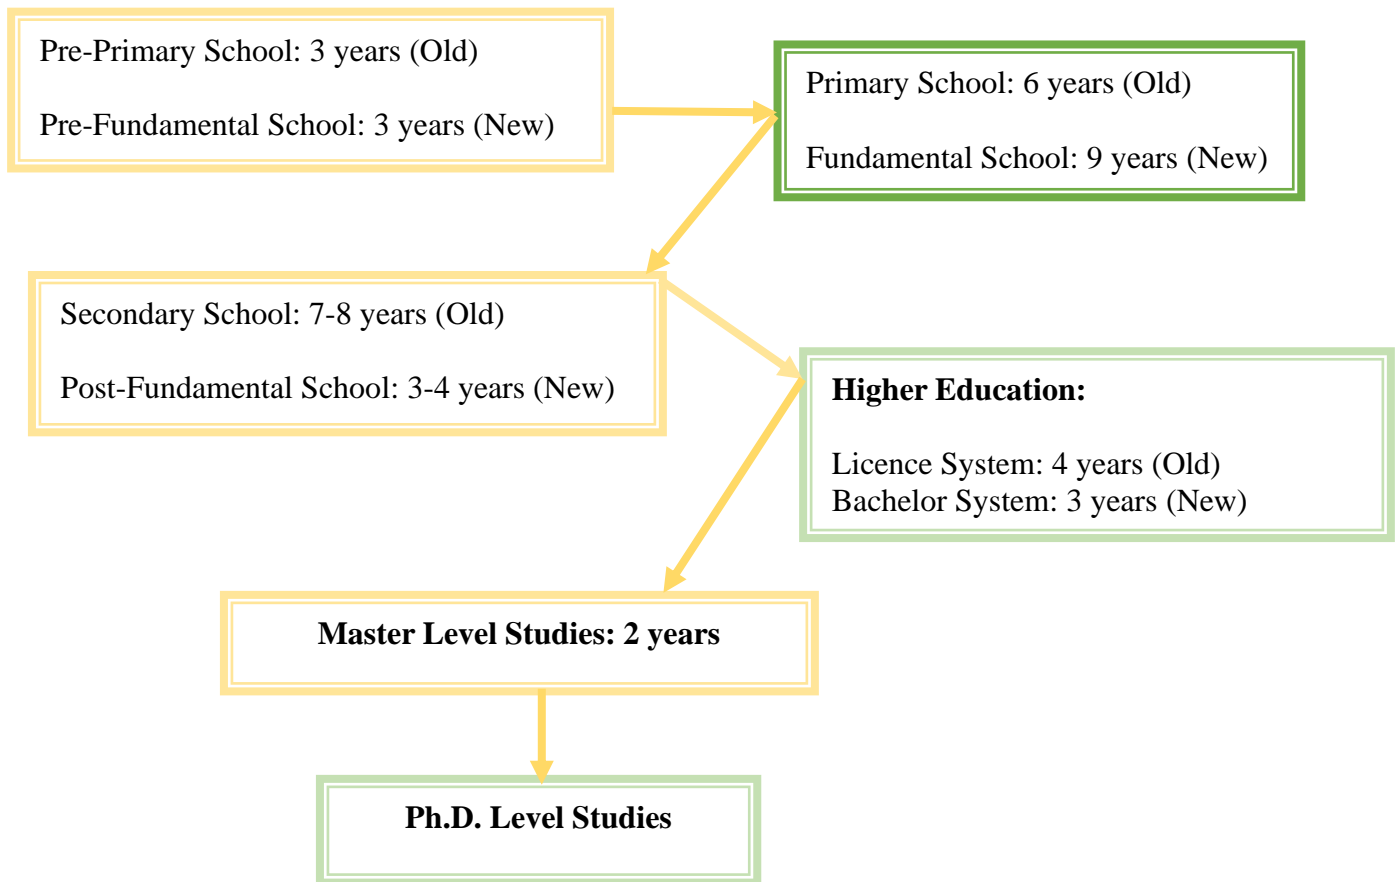 Pre-Primary School: 3 years (Old)
Pre-Fundamental School: 3 years (New)
Primary School: 6 years (Old)
Fundamental School: 9 years (New)
Secondary School: 7-8 years (Old)
Post-Fundamental School: 3-4 years (New)
Higher Education:
Licence System: 4 years (Old)
Bachelor System: 3 years (New)
Master Level Studies: 2 years
Ph.D. Level Studies